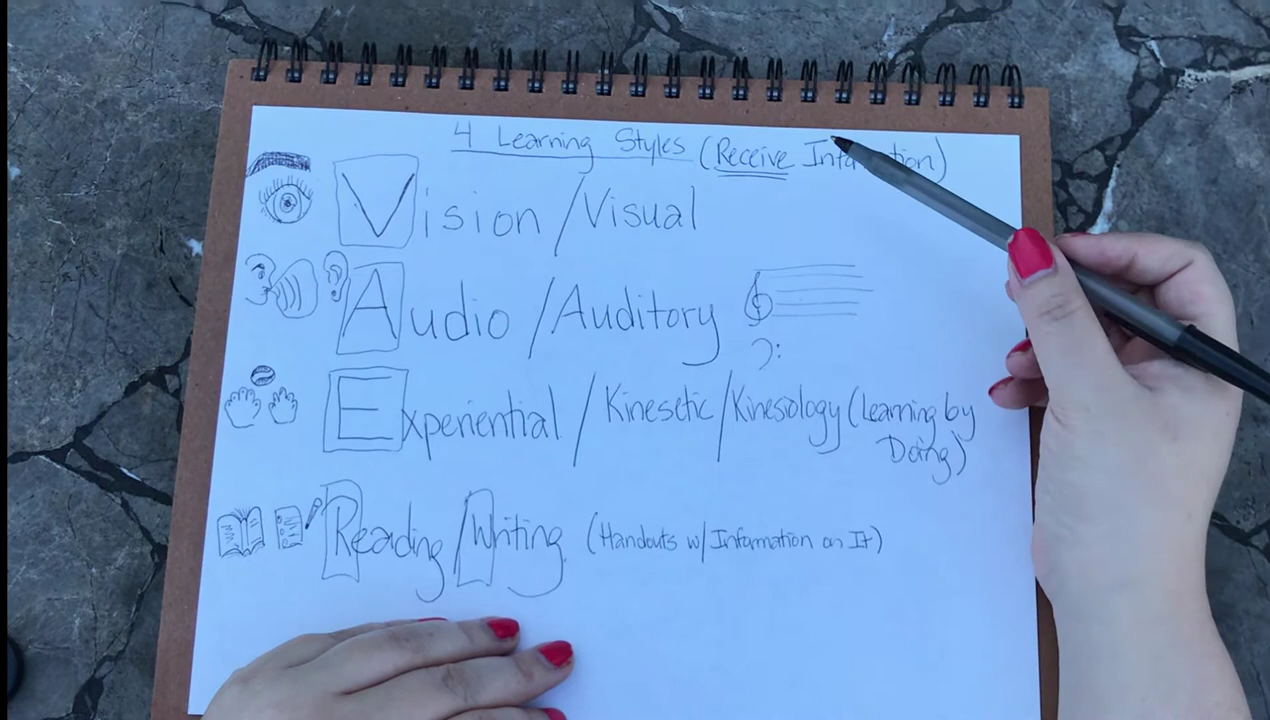 4 Learning Styles (Receive Information)
Vision / Visual
Audio / Auditory
Experiential / Kinesetic / Kinesiology (Learning by
Doing)
Reading / Writing (Handouts w/ Information on It)